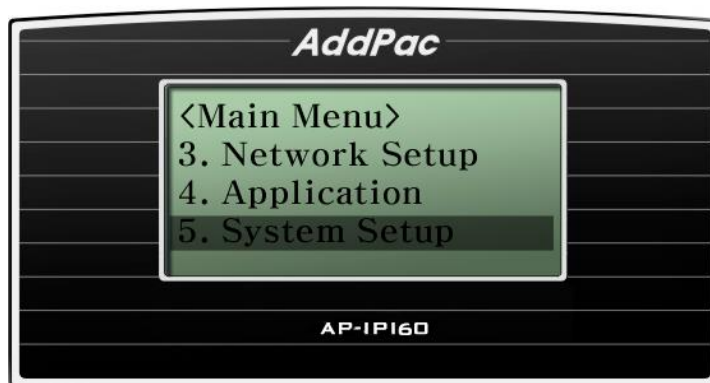 AddPac
<Main Menu>
3. Network Setup
4. Application
5. System Setup
AP-IP160